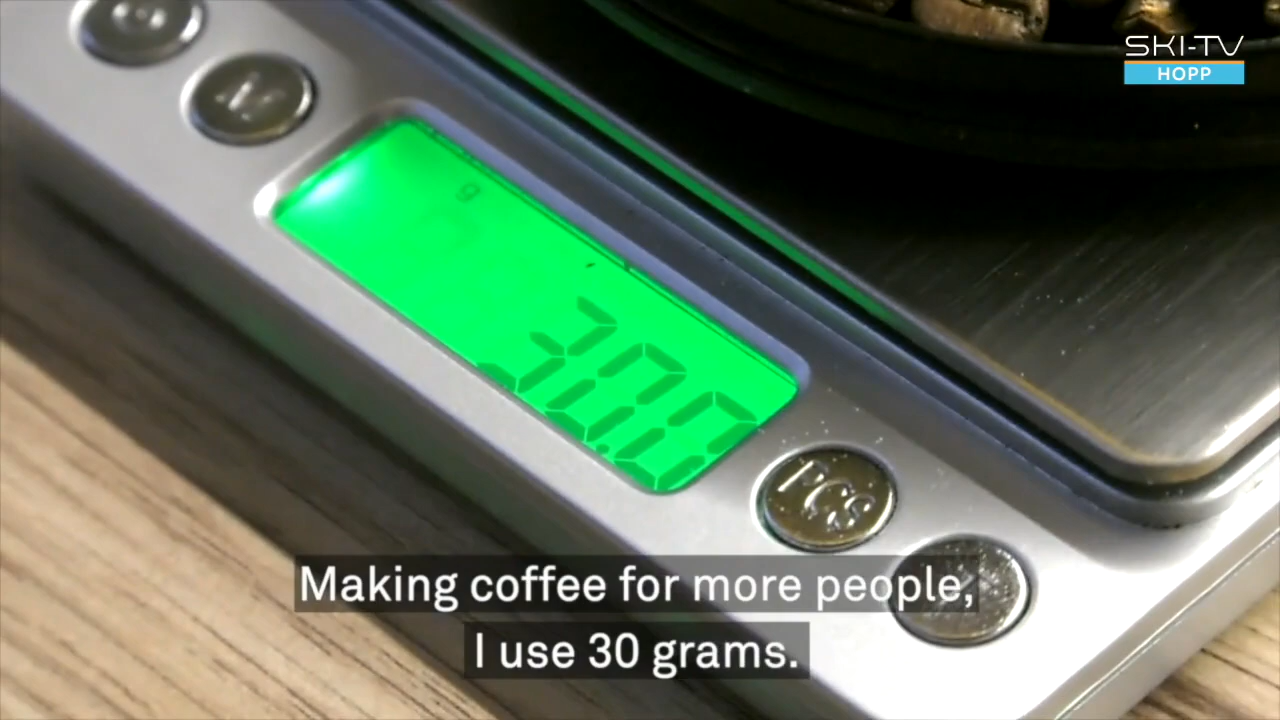 SKI-TV
HOPP
g
30.0
PCS
Making coffee for more people,
I use 30 grams.